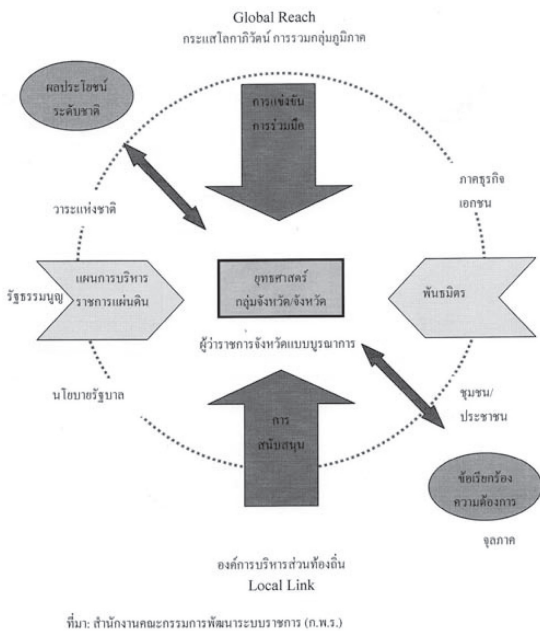 Global Reach
กระแสโลกาภิวัตน์ การรวมกลุ่มภูมิภาค
ผลประโยชน์
ระดับชาติ
การแข่งขัน
การร่วมมือ
ภาคธุรกิจ
เอกชน
วาระแห่งชาติ
รัฐธรรมนูญ
แผนการบริหาร
ราชการแผ่นดิน
ยุทธศาสตร์
กลุ่มจังหวัด/จังหวัด
พันธมิตร
ผู้ว่าราชการจังหวัดแบบบูรณาการ
นโยบายรัฐบาล
ชุมชน/
ประชาชน
การ
สนับสนุน
ข้อเรียกร้อง
ความต้องการ
จุลภาค
องค์การบริหารส่วนท้องถิ่น
Local Link
ที่มา: สำนักงานคณะกรรมการพัฒนาระบบราชการ (ก.พ.ร.)